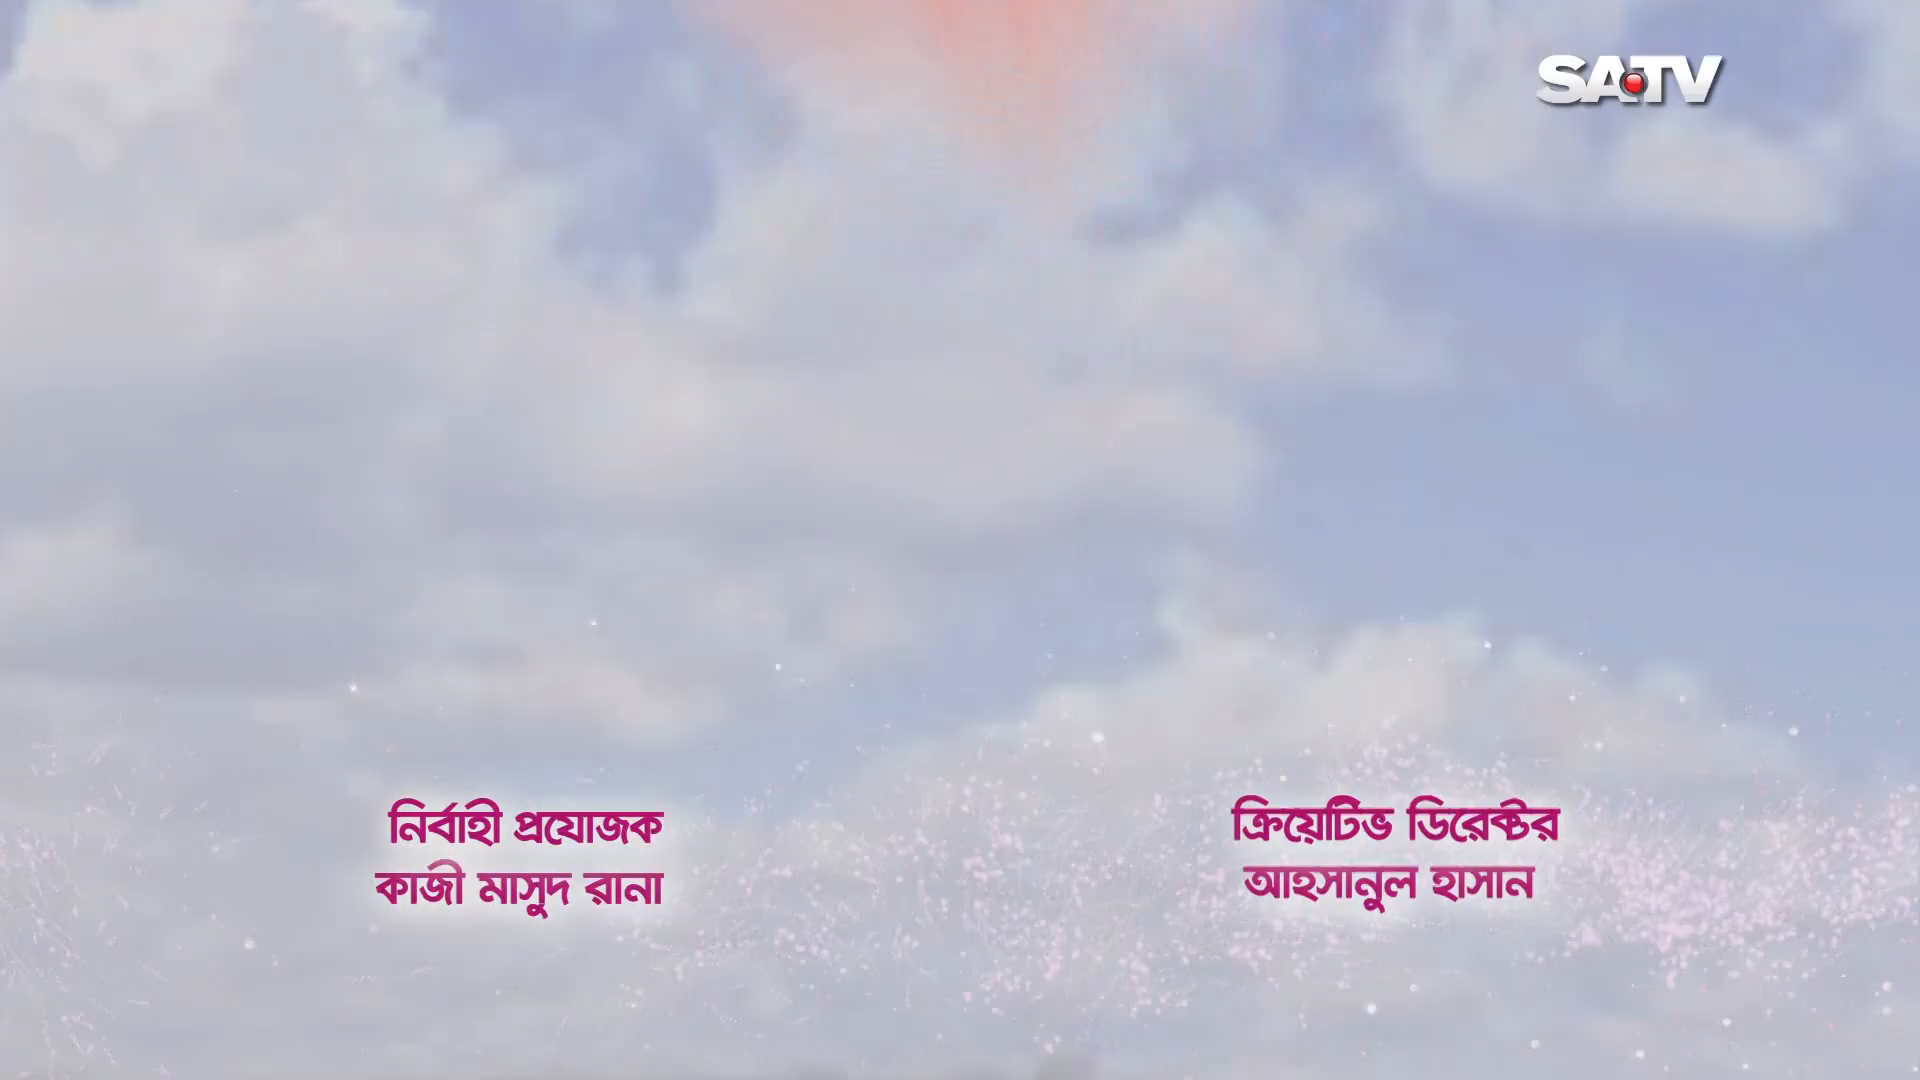 SATV
নির্বাহী প্রযোজক
কাজী মাসুদ রানা
ক্রিয়েটিভ ডিরেক্টর
আহসানুল হাসান